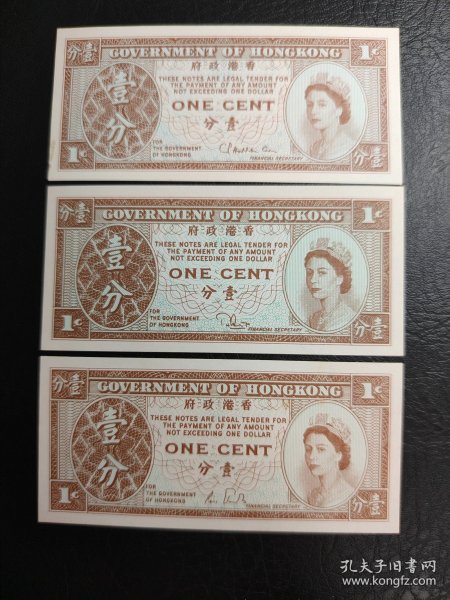 分壹 GOVERNMENT OF HONGKONG 1¢
府政港香
壹分
THESE NOTES ARE LEGAL TENDER FOR
THE PAYMENT OF ANY AMOUNT
NOT EXCEEDING ONE DOLLAR
ONE CENT
分壹
FOR
THE GOVERNMENT
OF HONGKONG
FINANCIAL SECRETARY
1¢ 分壹
分壹 GOVERNMENT OF HONGKONG 1¢
府政港香
壹分
THESE NOTES ARE LEGAL TENDER FOR
THE PAYMENT OF ANY AMOUNT
NOT EXCEEDING ONE DOLLAR
ONE CENT
分壹
FOR
THE GOVERNMENT
OF HONGKONG
FINANCIAL SECRETARY
1¢ 分壹
分壹 GOVERNMENT OF HONGKONG 1¢
府政港香
壹分
THESE NOTES ARE LEGAL TENDER FOR
THE PAYMENT OF ANY AMOUNT
NOT EXCEEDING ONE DOLLAR
ONE CENT
分壹
FOR
THE GOVERNMENT
OF HONGKONG
FINANCIAL SECRETARY
1¢ 分壹
孔夫子旧书网
www.kongfz.com